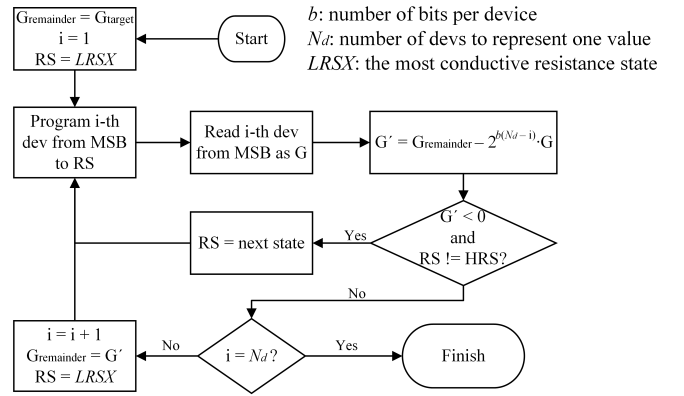 Gremainder = Gtarget
i = 1
RS = LRSX
Start
b: number of bits per device
Nd: number of devs to represent one value
LRSX: the most conductive resistance state
Program i-th
dev from MSB
to RS
Read i-th dev
from MSB as G
G´ = Gremainder – 2^b(Nd – i)·G
G´ < 0
and
RS != HRS?
Yes
RS = next state
No
i = i + 1
Gremainder = G´
RS = LRSX
No
i = Nd ?
Yes
Finish